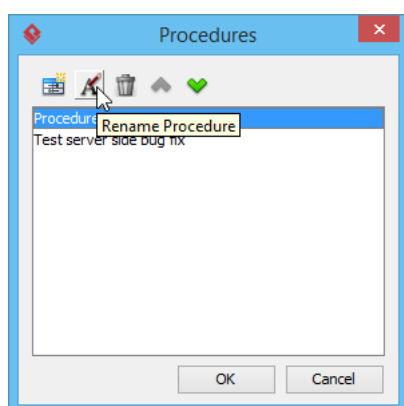 Procedures
Procedure
Rename Procedure
Test server side bug fix
OK
Cancel